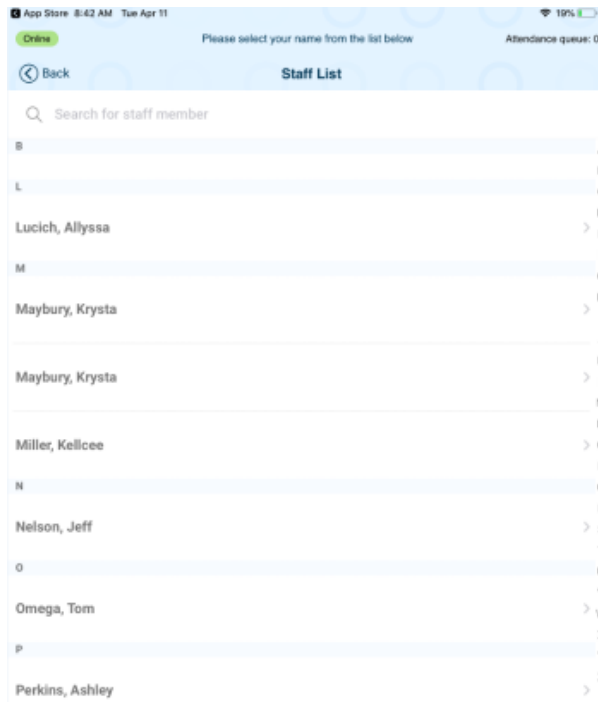 App Store 8:42 AM Tue Apr 11 19%
Online Please select your name from the list below Attendance queue: 0
Back Staff List
Search for staff member
B
L
Lucich, Allyssa
M
Maybury, Krysta
Maybury, Krysta
Miller, Kellcee
N
Nelson, Jeff
O
Omega, Tom
P
Perkins, Ashley